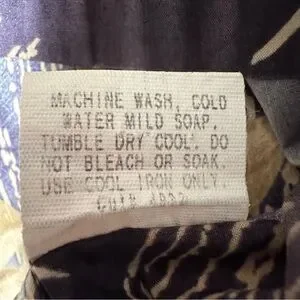 MACHINE WASH, COLD
WATER MILD SOAP,
TUMBLE DRY COOL. DO
NOT BLEACH OR SOAK.
USE COOL IRON ONLY.